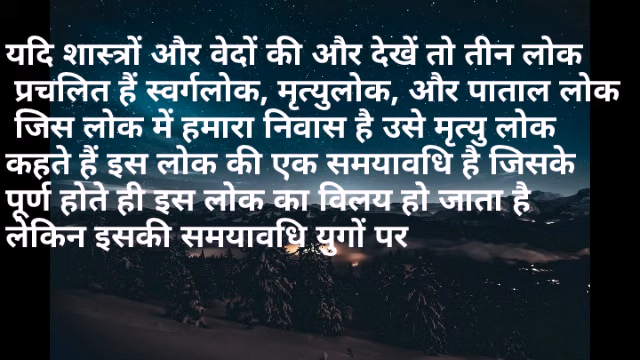 यदि शास्त्रों और वेदों की और देखें तो तीन लोक
प्रचलित हैं स्वर्गलोक, मृत्युलोक, और पाताल लोक
जिस लोक में हमारा निवास है उसे मृत्यु लोक
कहते हैं इस लोक की एक समयावधि है जिसके
पूर्ण होते ही इस लोक का विलय हो जाता है
लेकिन इसकी समयावधि युगों पर